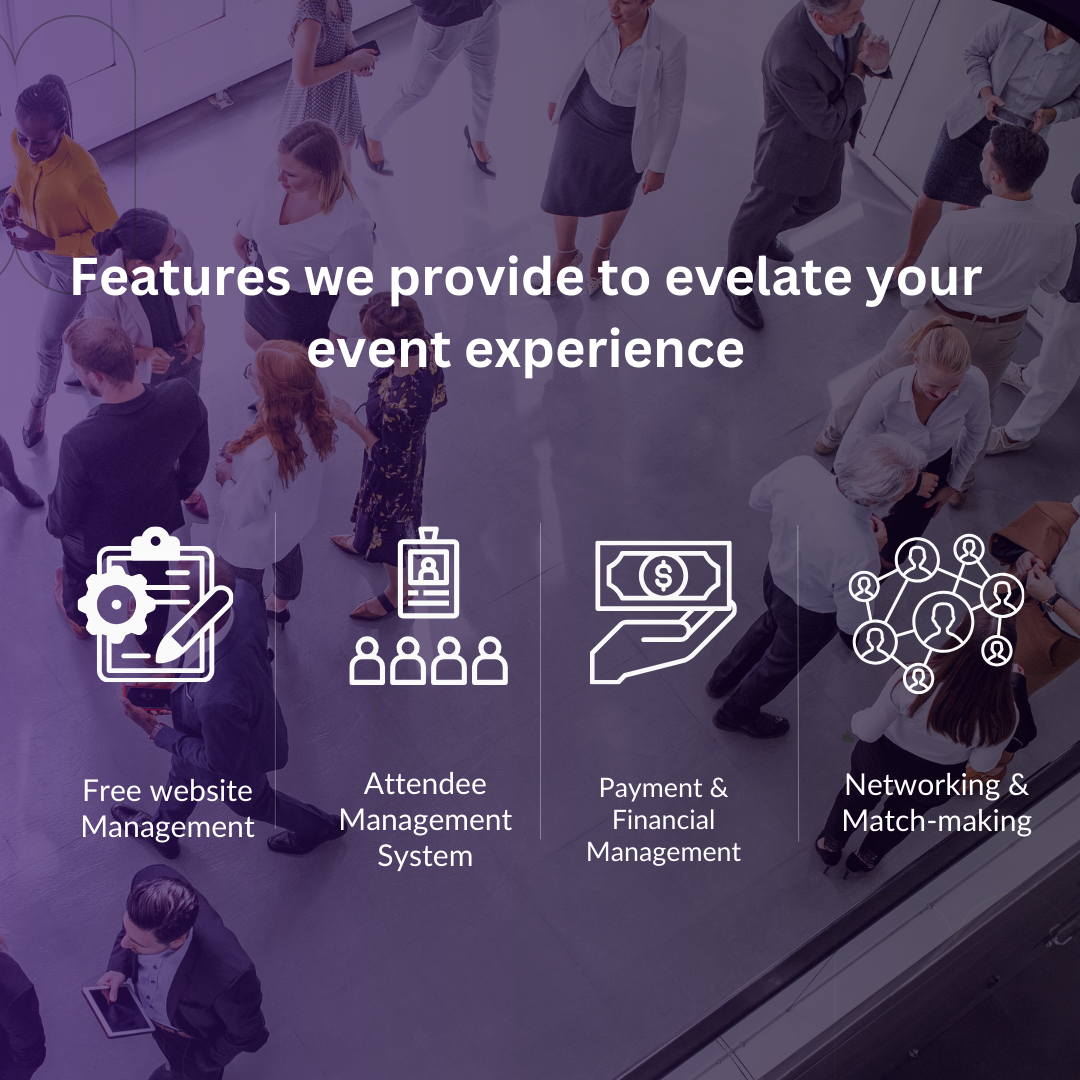 Features we provide to evelate your
event experience
Free website
Management
Attendee
Management
System
Payment &
Financial
Management
Networking &
Match-making